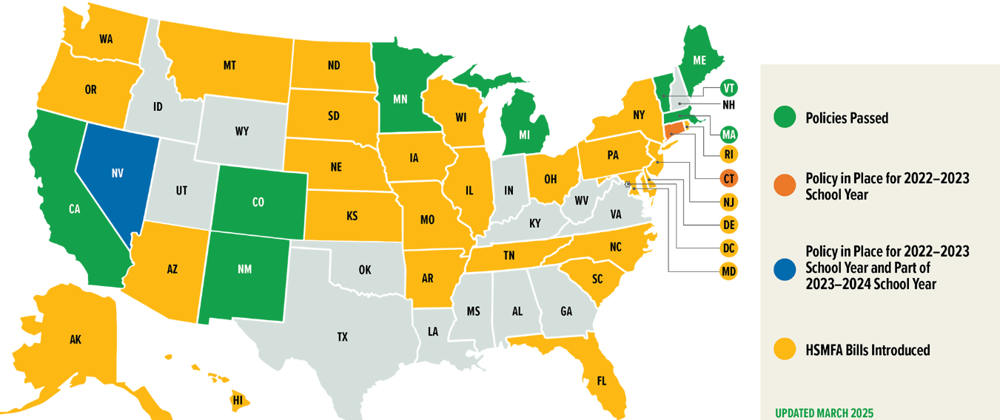 WA
MT
ND
MN
ME
OR
ID
SD
WI
VT
NH
WY
MI
NY
MA
NE
IA
PA
RI
NV
UT
CO
IL
IN
OH
CT
CA
KS
MO
WV
VA
NJ
KY
DE
AZ
NM
OK
AR
TN
NC
DC
SC
MD
TX
LA
MS
AL
GA
AK
HI
FL
Policies Passed
Policy in Place for 2022–2023
School Year
Policy in Place for 2022–2023
School Year and Part of
2023–2024 School Year
HSMFA Bills Introduced
UPDATED MARCH 2025